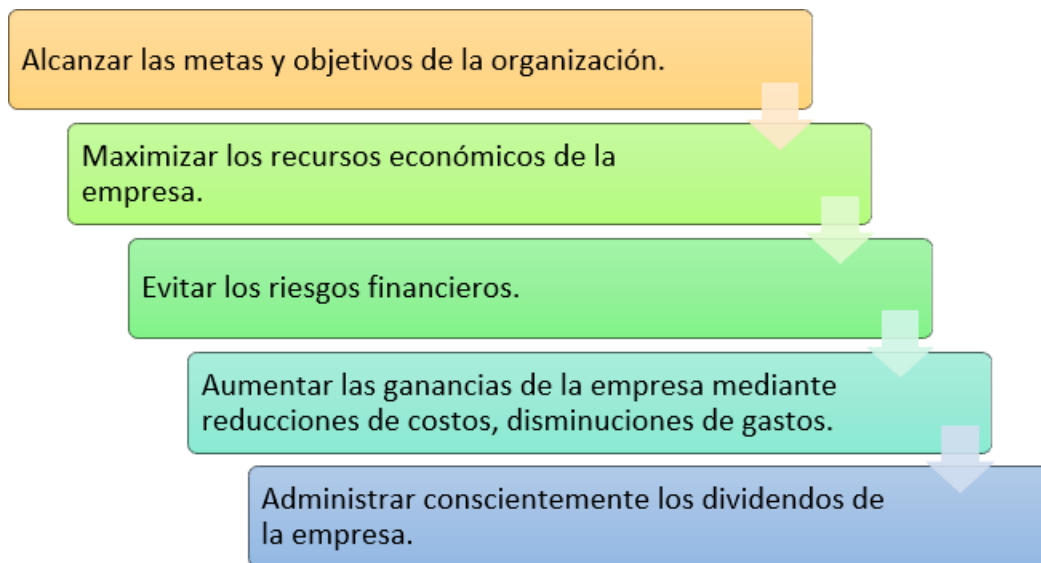 Alcanzar las metas y objetivos de la organización.
Maximizar los recursos económicos de la
empresa.
Evitar los riesgos financieros.
Aumentar las ganancias de la empresa mediante
reducciones de costos, disminuciones de gastos.
Administrar conscientemente los dividendos de
la empresa.